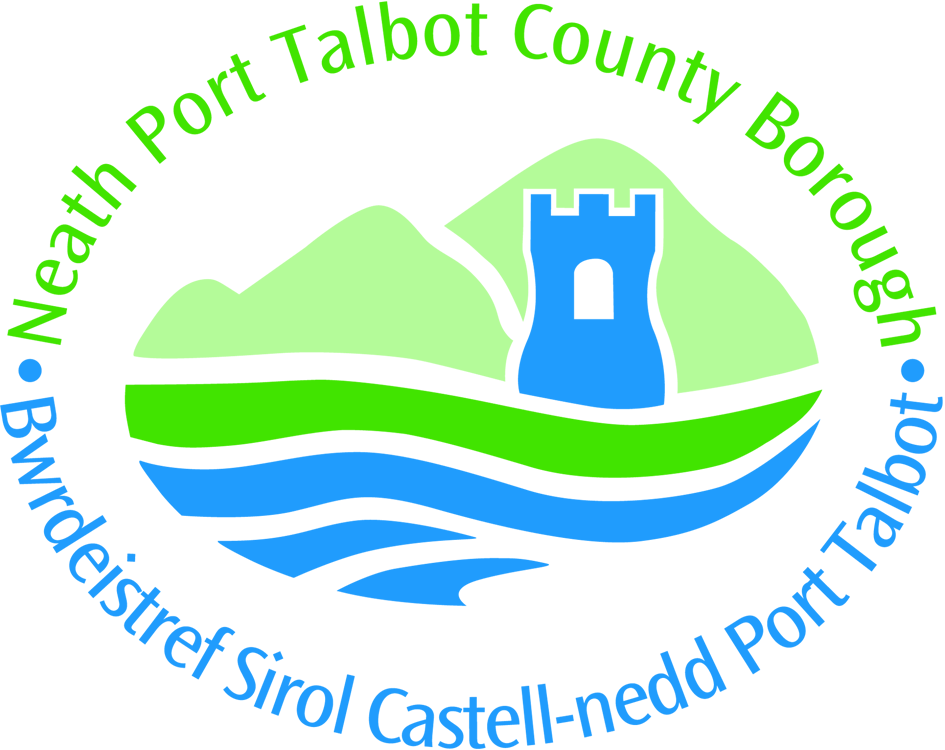 Neath Port Talbot County Borough
Bwrdeistref Sirol Castell-nedd Port Talbot